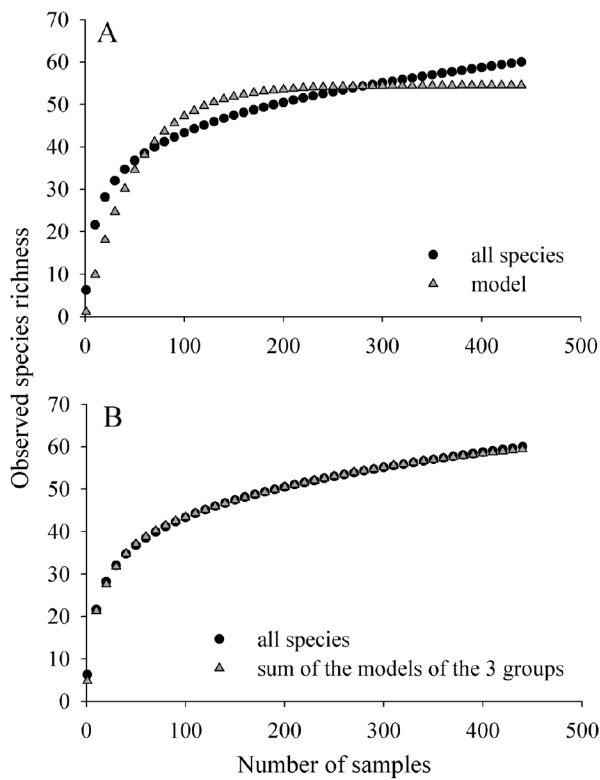 A
70
60
50
40
30
20
10
0
0 100 200 300 400 500
all species
model
Observed species richness
B
70
60
50
40
30
20
10
0
0 100 200 300 400 500
all species
sum of the models of the 3 groups
Number of samples